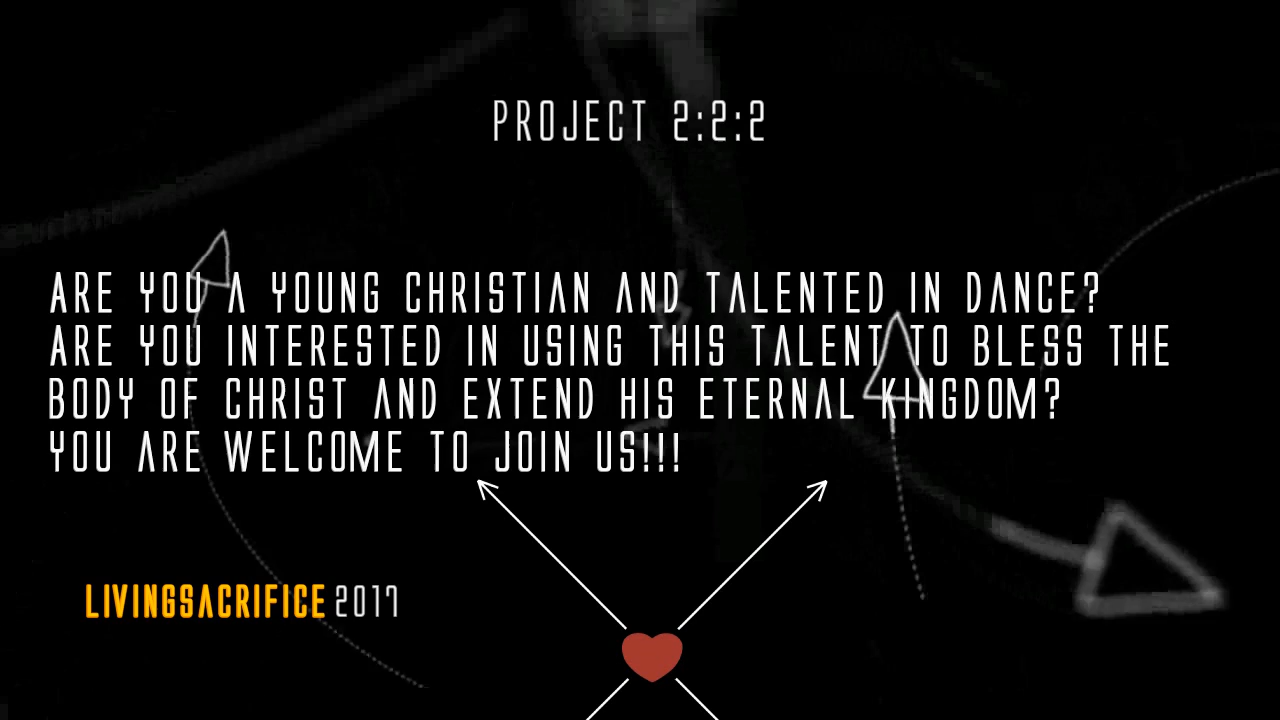 PROJECT 2:2:2
ARE YOU A YOUNG CHRISTIAN AND TALENTED IN DANCE?
ARE YOU INTERESTED IN USING THIS TALENT TO BLESS THE
BODY OF CHRIST AND EXTEND HIS ETERNAL KINGDOM?
YOU ARE WELCOME TO JOIN US!!!
LIVINGSACRIFICE 2017